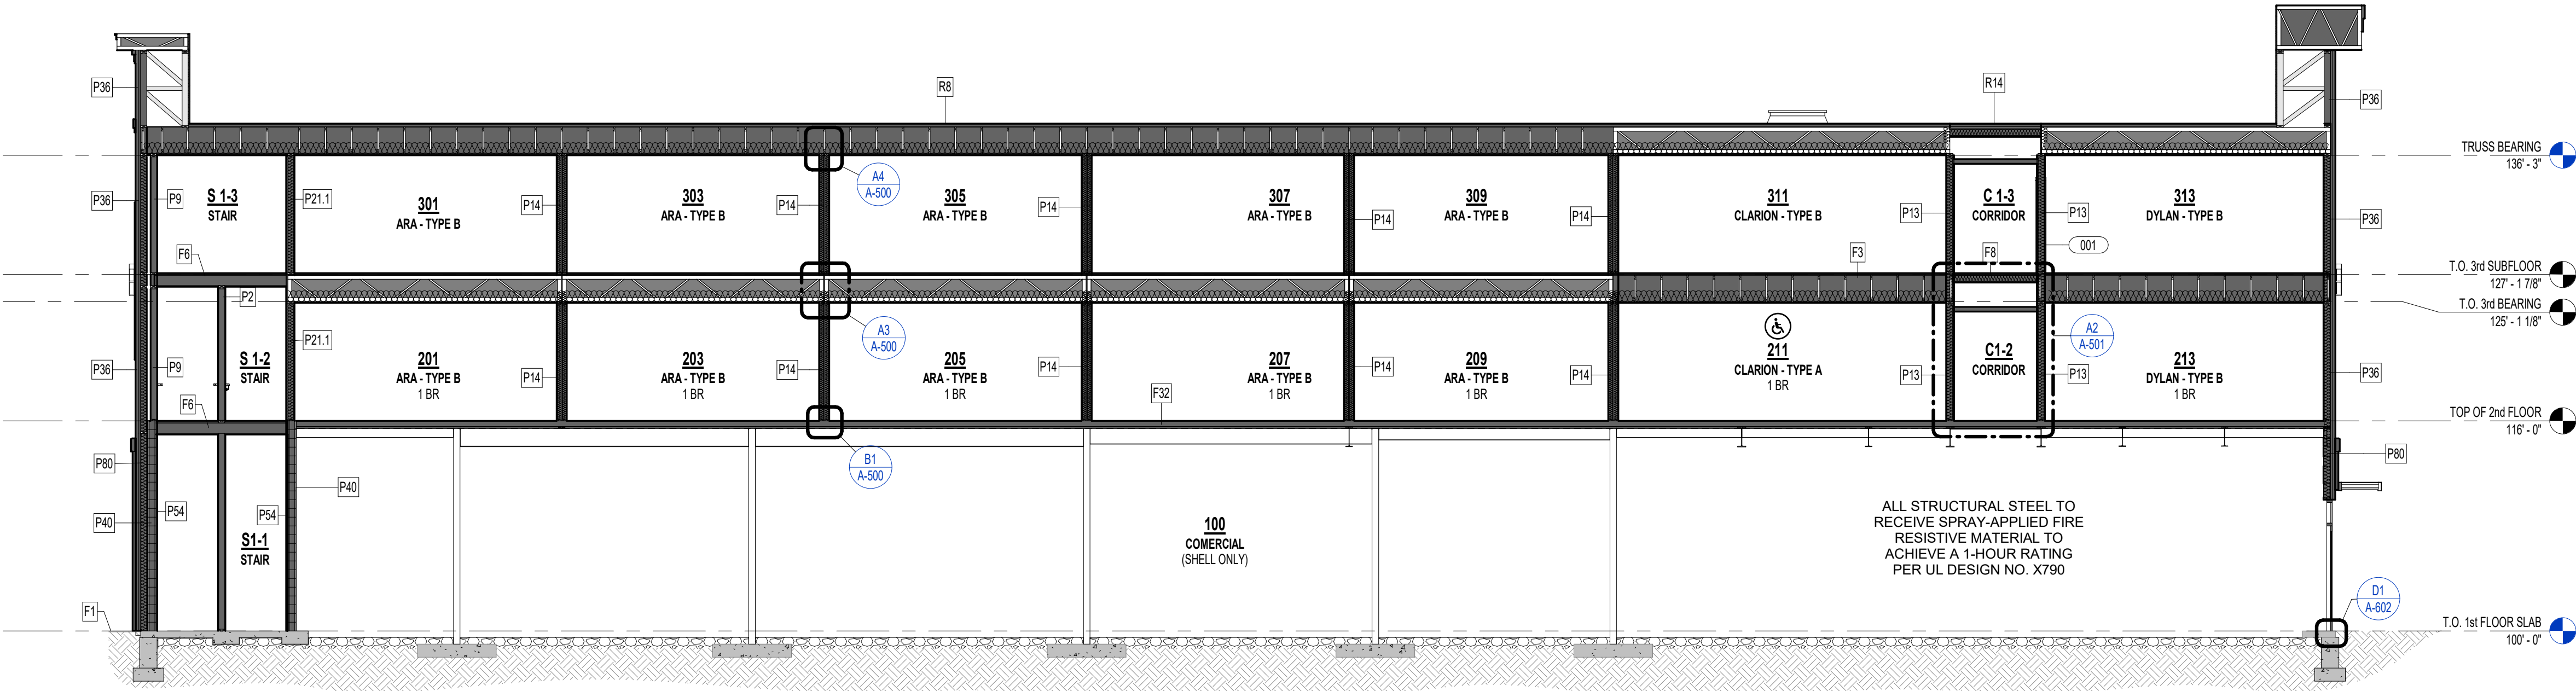 P36
R8
R14
P36
TRUSS BEARING
136' - 3"
A4
A-500
P36
P9
S 1-3
STAIR
P21.1
301
ARA - TYPE B
P14
303
ARA - TYPE B
P14
305
ARA - TYPE B
P14
307
ARA - TYPE B
P14
309
ARA - TYPE B
P14
311
CLARION - TYPE B
P13
C 1-3
CORRIDOR
P13
313
DYLAN - TYPE B
P36
001
F6
F3
F8
T.O. 3rd SUBFLOOR
127' - 1 7/8"
P2
T.O. 3rd BEARING
125' - 1 1/8"
A3
A-500
A2
A-501
P36
P9
S 1-2
STAIR
P21.1
201
ARA - TYPE B
1 BR
P14
203
ARA - TYPE B
1 BR
P14
205
ARA - TYPE B
1 BR
P14
207
ARA - TYPE B
1 BR
P14
209
ARA - TYPE B
1 BR
P14
211
CLARION - TYPE A
1 BR
P13
C1-2
CORRIDOR
P13
213
DYLAN - TYPE B
1 BR
P36
F6
F32
TOP OF 2nd FLOOR
116' - 0"
P80
B1
A-500
P80
P40
P54
P54
P40
S1-1
STAIR
100
COMERCIAL
(SHELL ONLY)
ALL STRUCTURAL STEEL TO
RECEIVE SPRAY-APPLIED FIRE
RESISTIVE MATERIAL TO
ACHIEVE A 1-HOUR RATING
PER UL DESIGN NO. X790
F1
D1
A-602
T.O. 1st FLOOR SLAB
100' - 0"